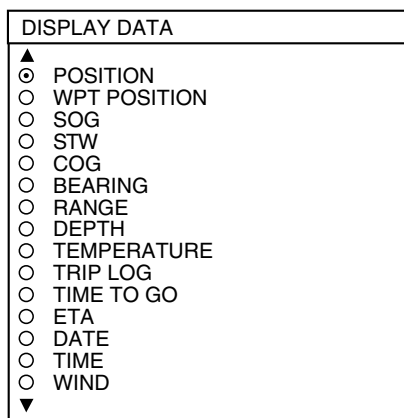 DISPLAY DATA
▲
◉ POSITION
○ WPT POSITION
○ SOG
○ STW
○ COG
○ BEARING
○ RANGE
○ DEPTH
○ TEMPERATURE
○ TRIP LOG
○ TIME TO GO
○ ETA
○ DATE
○ TIME
○ WIND
▼